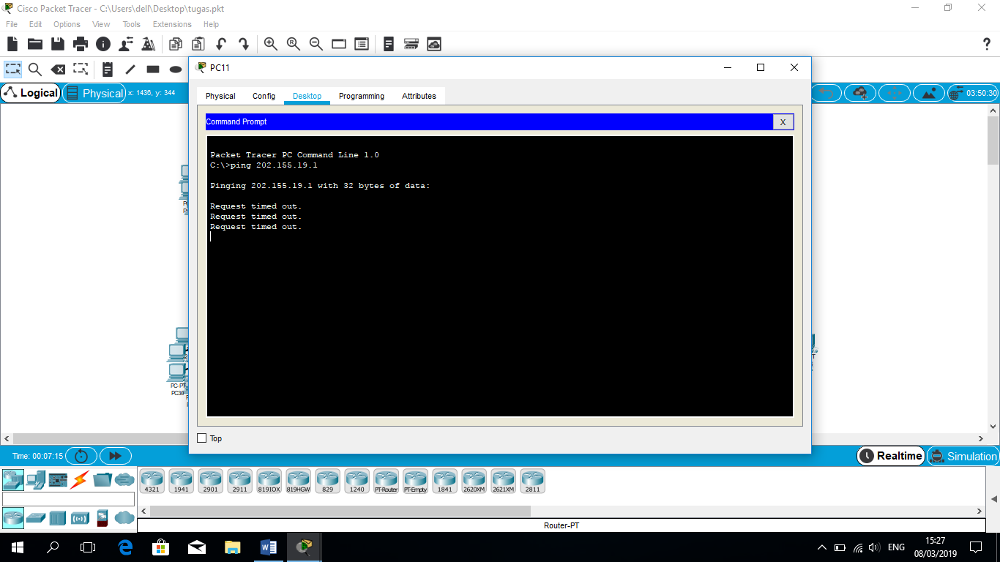 Cisco Packet Tracer - C:\Users\dell\Desktop\tugas.pkt
File Edit Options View Tools Extensions Help
PC11
Logical Physical x: 1436, y: 344 03:50:30
Physical Config Desktop Programming Attributes
Command Prompt X
Packet Tracer PC Command Line 1.0
C:\>ping 202.155.19.1
Pinging 202.155.19.1 with 32 bytes of data:
Request timed out.
Request timed out.
Request timed out.
PC-PT
PC30
Top
Time: 00:07:15 Realtime Simulation
4321 1941 2901 2911 819IOX 819HGW 829 1240 PT-Router PT-Empty 1841 2620XM 2621XM 2811
Router-PT
ENG 15:27
08/03/2019